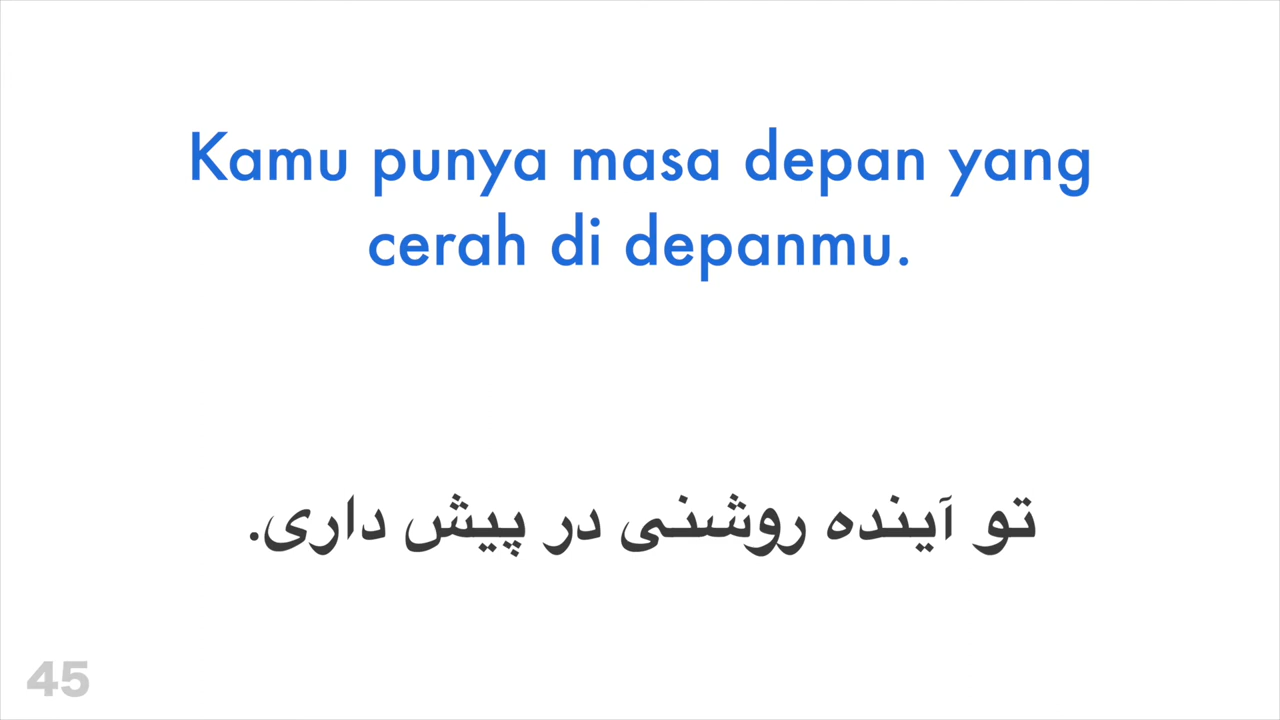 Kamu punya masa depan yang
cerah di depanmu.
تو آینده روشنی در پیش داری.
45